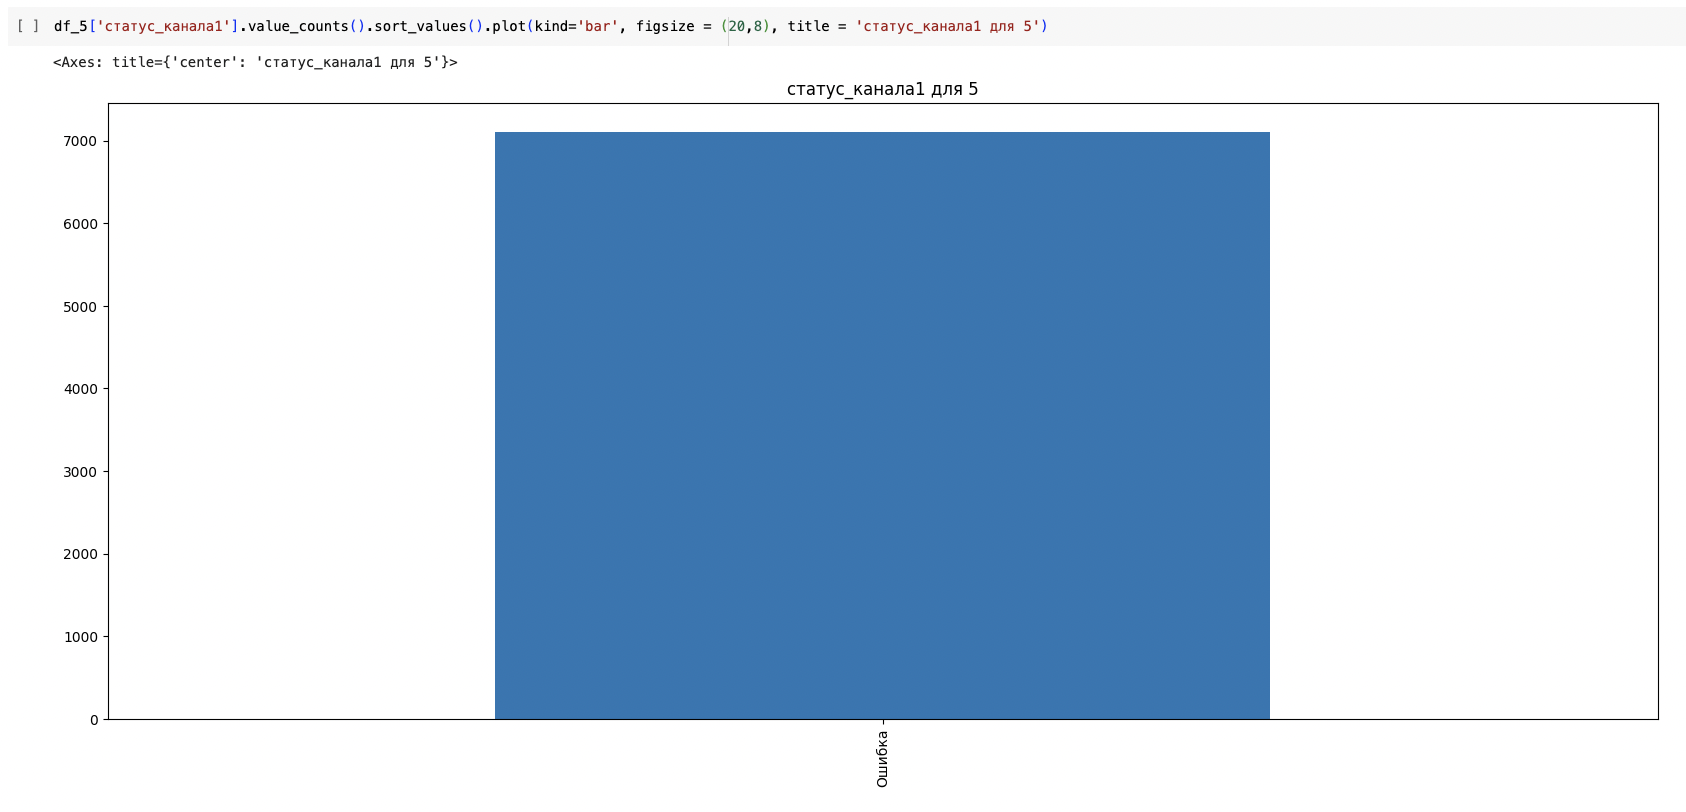 [ ] df_5['статус_канала1'].value_counts().sort_values().plot(kind='bar', figsize = (20,8), title = 'статус_канала1 для 5')
<Axes: title={'center': 'статус_канала1 для 5'}>
статус_канала1 для 5
7000
6000
5000
4000
3000
2000
1000
0
Ошибка